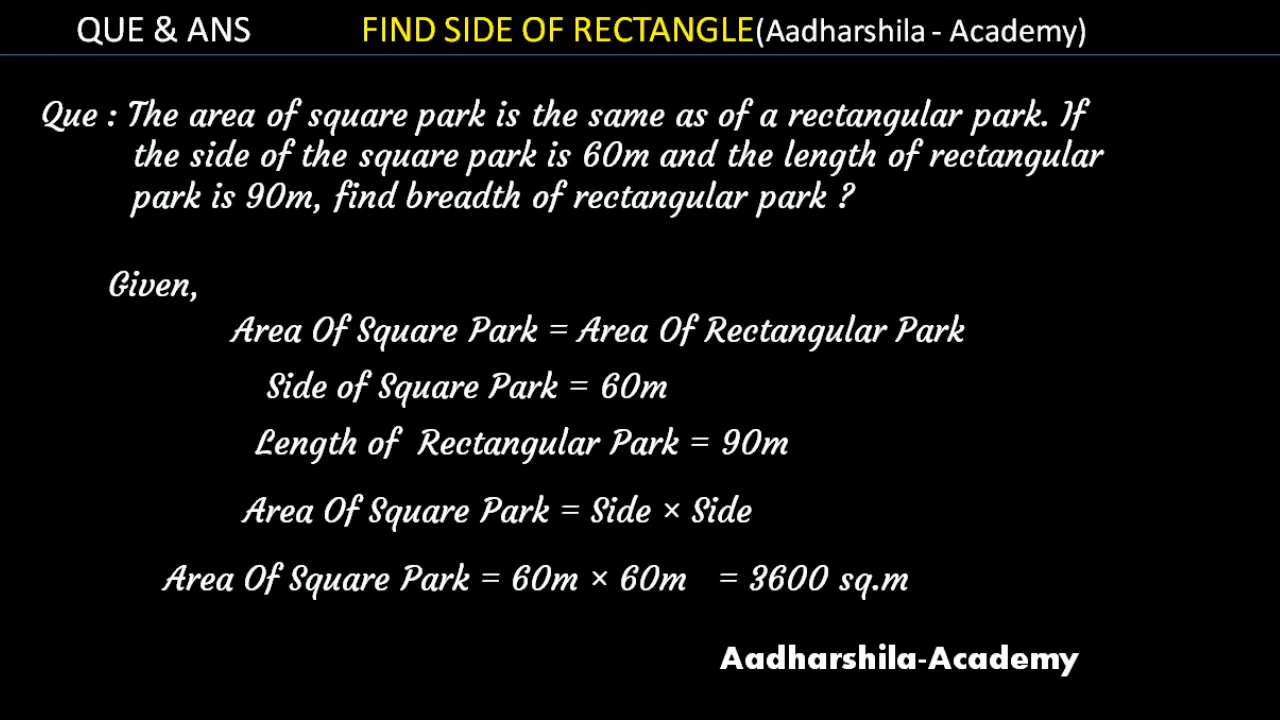 QUE & ANS FIND SIDE OF RECTANGLE(Aadharshila - Academy)
Que : The area of square park is the same as of a rectangular park. If
the side of the square park is 60m and the length of rectangular
park is 90m, find breadth of rectangular park ?
Given,
Area Of Square Park = Area Of Rectangular Park
Side of Square Park = 60m
Length of Rectangular Park = 90m
Area Of Square Park = Side × Side
Area Of Square Park = 60m × 60m = 3600 sq.m
Aadharshila-Academy